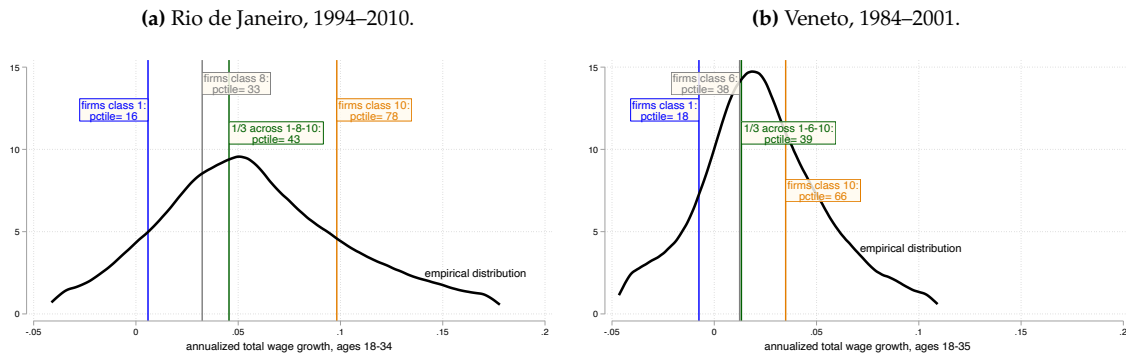 (a) Rio de Janeiro, 1994–2010.
15
10
5
0
firms class 1:
pctile= 16
firms class 8:
pctile= 33
1/3 across 1-8-10:
pctile= 43
firms class 10:
pctile= 78
empirical distribution
-.05 0 .05 .1 .15 .2
annualized total wage growth, ages 18-34
(b) Veneto, 1984–2001.
15
10
5
0
firms class 6:
pctile= 38
firms class 1:
pctile= 18
1/3 across 1-6-10:
pctile= 39
firms class 10:
pctile= 66
empirical distribution
-.05 0 .05 .1 .15 .2
annualized total wage growth, ages 18-35